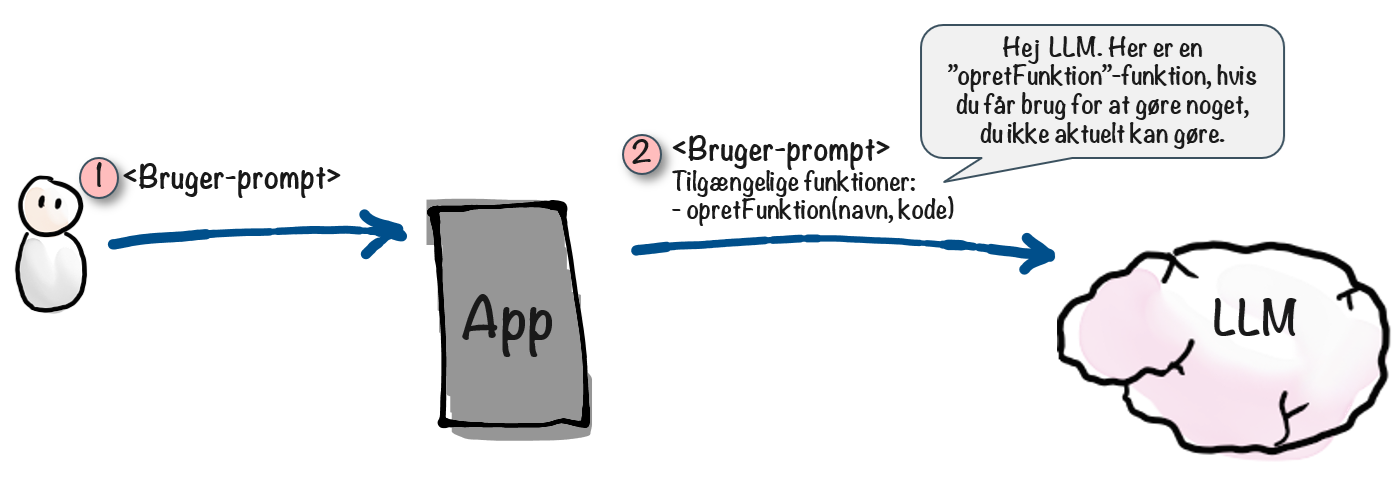 1 <Bruger-prompt>
App
2 <Bruger-prompt>
Tilgængelige funktioner:
- opretFunktion(navn, kode)
Hej LLM. Her er en
”opretFunktion”-funktion, hvis
du får brug for at gøre noget,
du ikke aktuelt kan gøre.
LLM